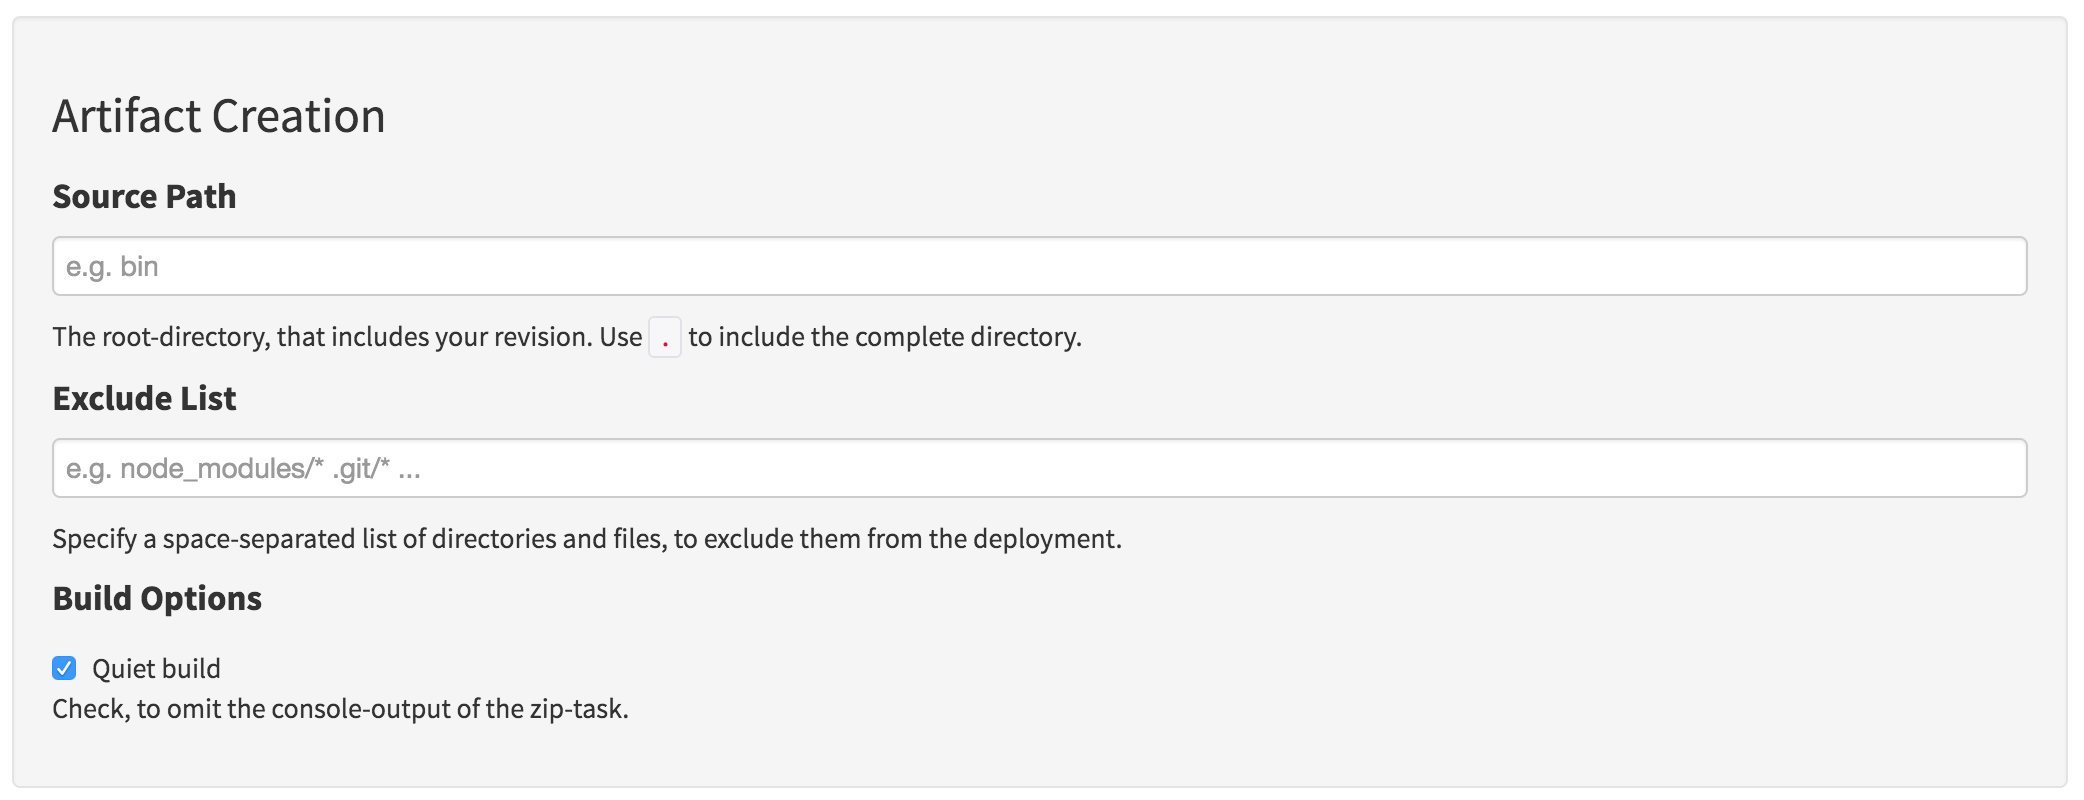 Artifact Creation
Source Path
e.g. bin
The root-directory, that includes your revision. Use . to include the complete directory.
Exclude List
e.g. node_modules/* .git/* ...
Specify a space-separated list of directories and files, to exclude them from the deployment.
Build Options
Quiet build
Check, to omit the console-output of the zip-task.